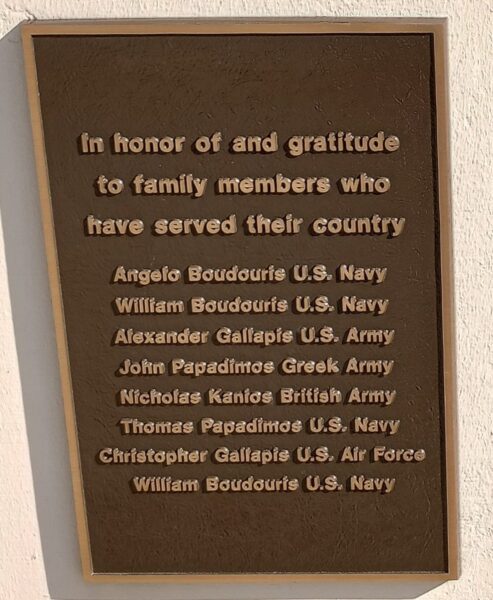 In honor of and gratitude
to family members who
have served their country
Angelo Boudouris U.S. Navy
William Boudouris U.S. Navy
Alexander Gallapis U.S. Army
John Papadimos Greek Army
Nicholas Kanios British Army
Thomas Papadimos U.S. Navy
Christopher Gallapis U.S. Air Force
William Boudouris U.S. Navy